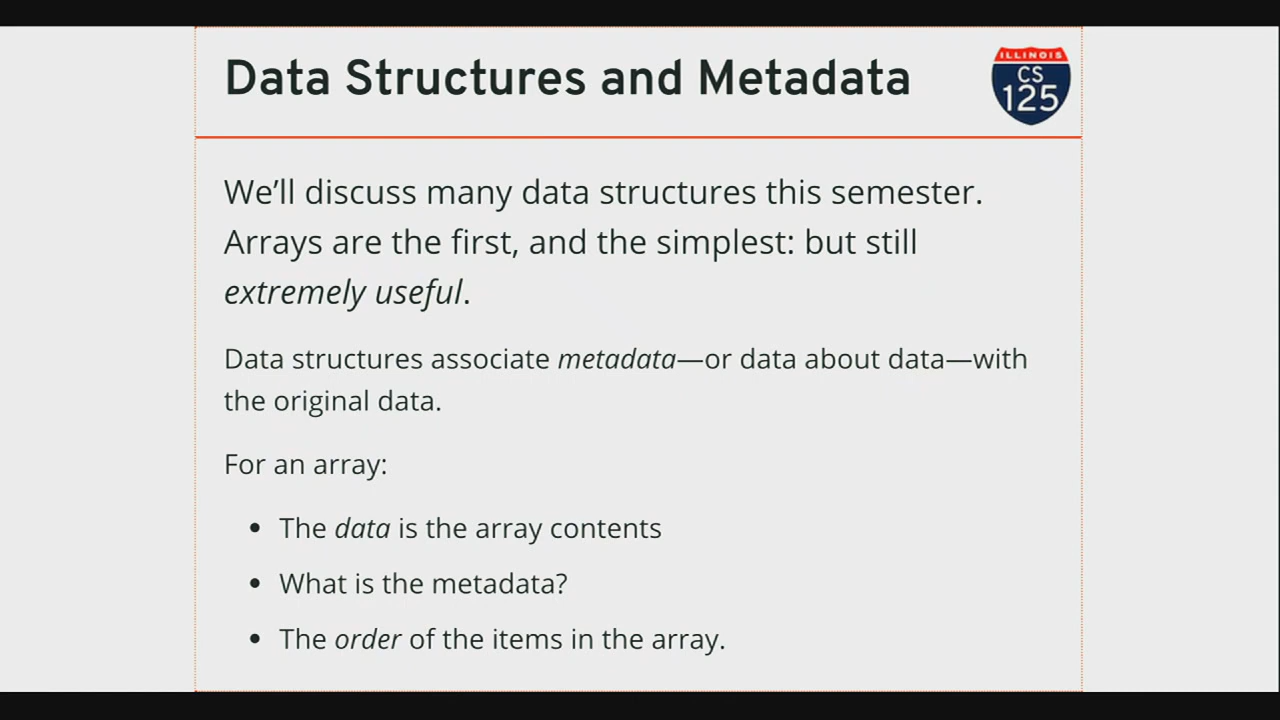 Data Structures and Metadata
ILLINOIS
CS
125
We’ll discuss many data structures this semester.
Arrays are the first, and the simplest: but still
extremely useful.
Data structures associate metadata—or data about data—with
the original data.
For an array:
• The data is the array contents
• What is the metadata?
• The order of the items in the array.